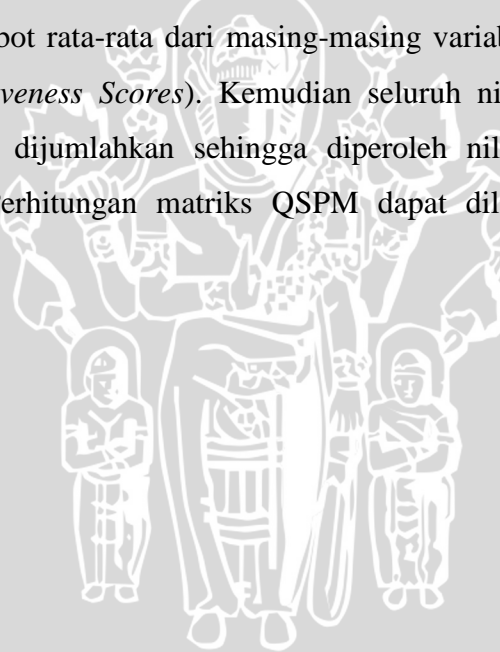 bot rata-rata dari masing-masing variab
veness Scores). Kemudian seluruh ni
dijumlahkan sehingga diperoleh nil
erhitungan matriks QSPM dapat dil